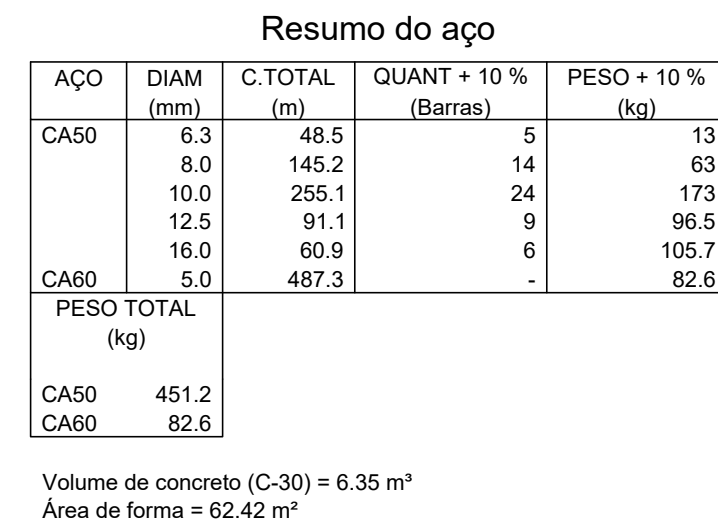 Resumo do aço
AÇO DIAM C.TOTAL QUANT + 10 % PESO + 10 %
(mm) (m) (Barras) (kg)
CA50 6.3 48.5 5 13
8.0 145.2 14 63
10.0 255.1 24 173
12.5 91.1 9 96.5
16.0 60.9 6 105.7
CA60 5.0 487.3 - 82.6
PESO TOTAL
(kg)
CA50 451.2
CA60 82.6
Volume de concreto (C-30) = 6.35 m³
Área de forma = 62.42 m²